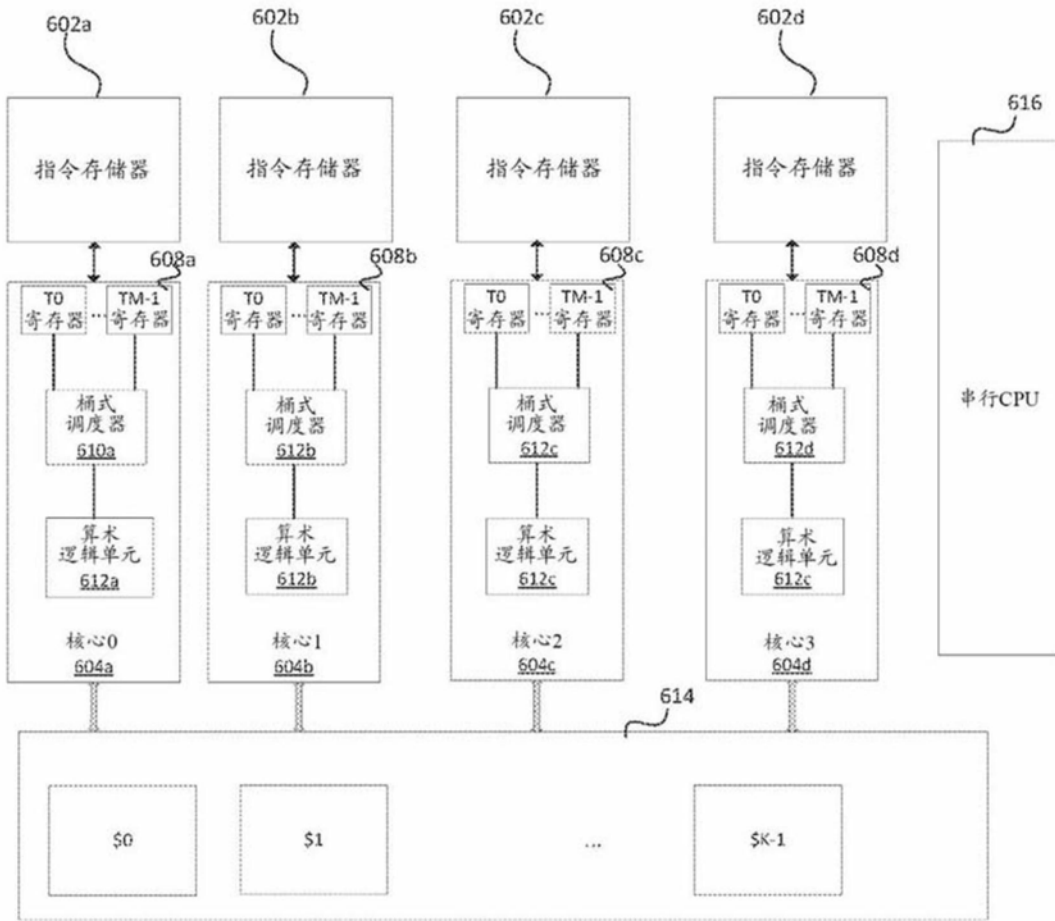 602a
602b
602c
602d
616
指令存储器
指令存储器
指令存储器
指令存储器
608a
608b
608c
608d
T0
寄存器
...
TM-1
寄存器
T0
寄存器
...
TM-1
寄存器
T0
寄存器
...
TM-1
寄存器
T0
寄存器
...
TM-1
寄存器
桶式
调度器
610a
桶式
调度器
612b
桶式
调度器
612c
桶式
调度器
612d
串行CPU
算术
逻辑单元
612a
算术
逻辑单元
612b
算术
逻辑单元
612c
算术
逻辑单元
612c
核心0
604a
核心1
604b
核心2
604c
核心3
604d
614
$0
$1
...
$K-1